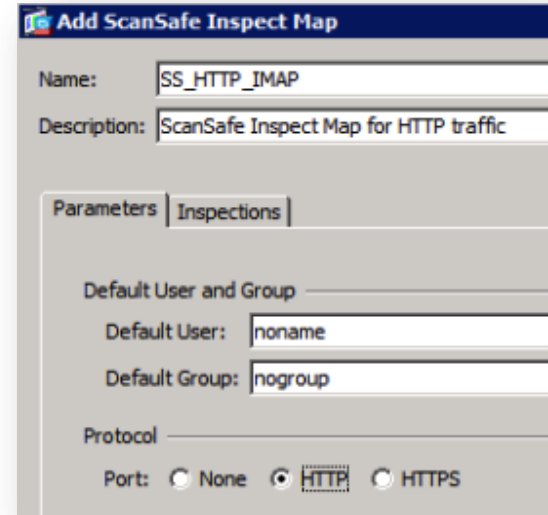 Add ScanSafe Inspect Map
Name: SS_HTTP_IMAP
Description: ScanSafe Inspect Map for HTTP traffic
Parameters Inspections
Default User and Group
Default User: noname
Default Group: nogroup
Protocol
Port: None HTTP HTTPS